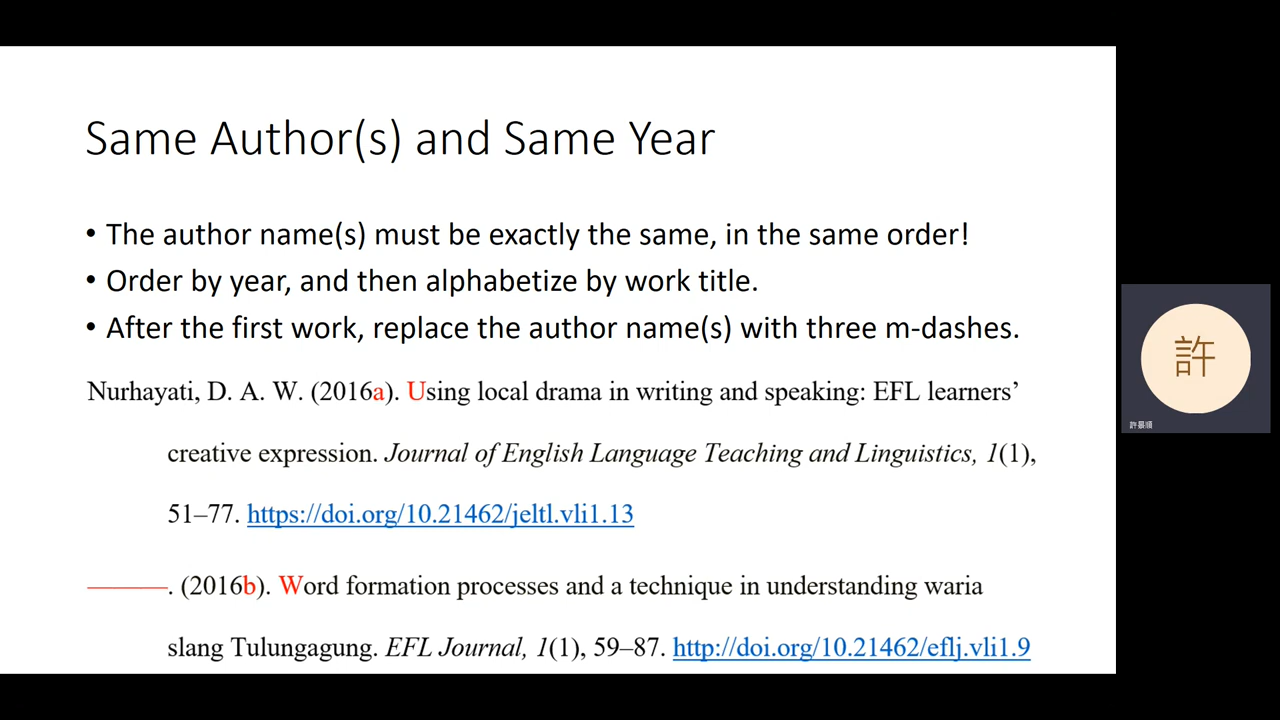 Same Author(s) and Same Year
• The author name(s) must be exactly the same, in the same order!
• Order by year, and then alphabetize by work title.
• After the first work, replace the author name(s) with three m-dashes.
Nurhayati, D. A. W. (2016a). Using local drama in writing and speaking: EFL learners’
creative expression. Journal of English Language Teaching and Linguistics, 1(1),
51–77. https://doi.org/10.21462/jeltl.vli1.13
———. (2016b). Word formation processes and a technique in understanding waria
slang Tulungagung. EFL Journal, 1(1), 59–87. http://doi.org/10.21462/eflj.vli1.9
許
許景順